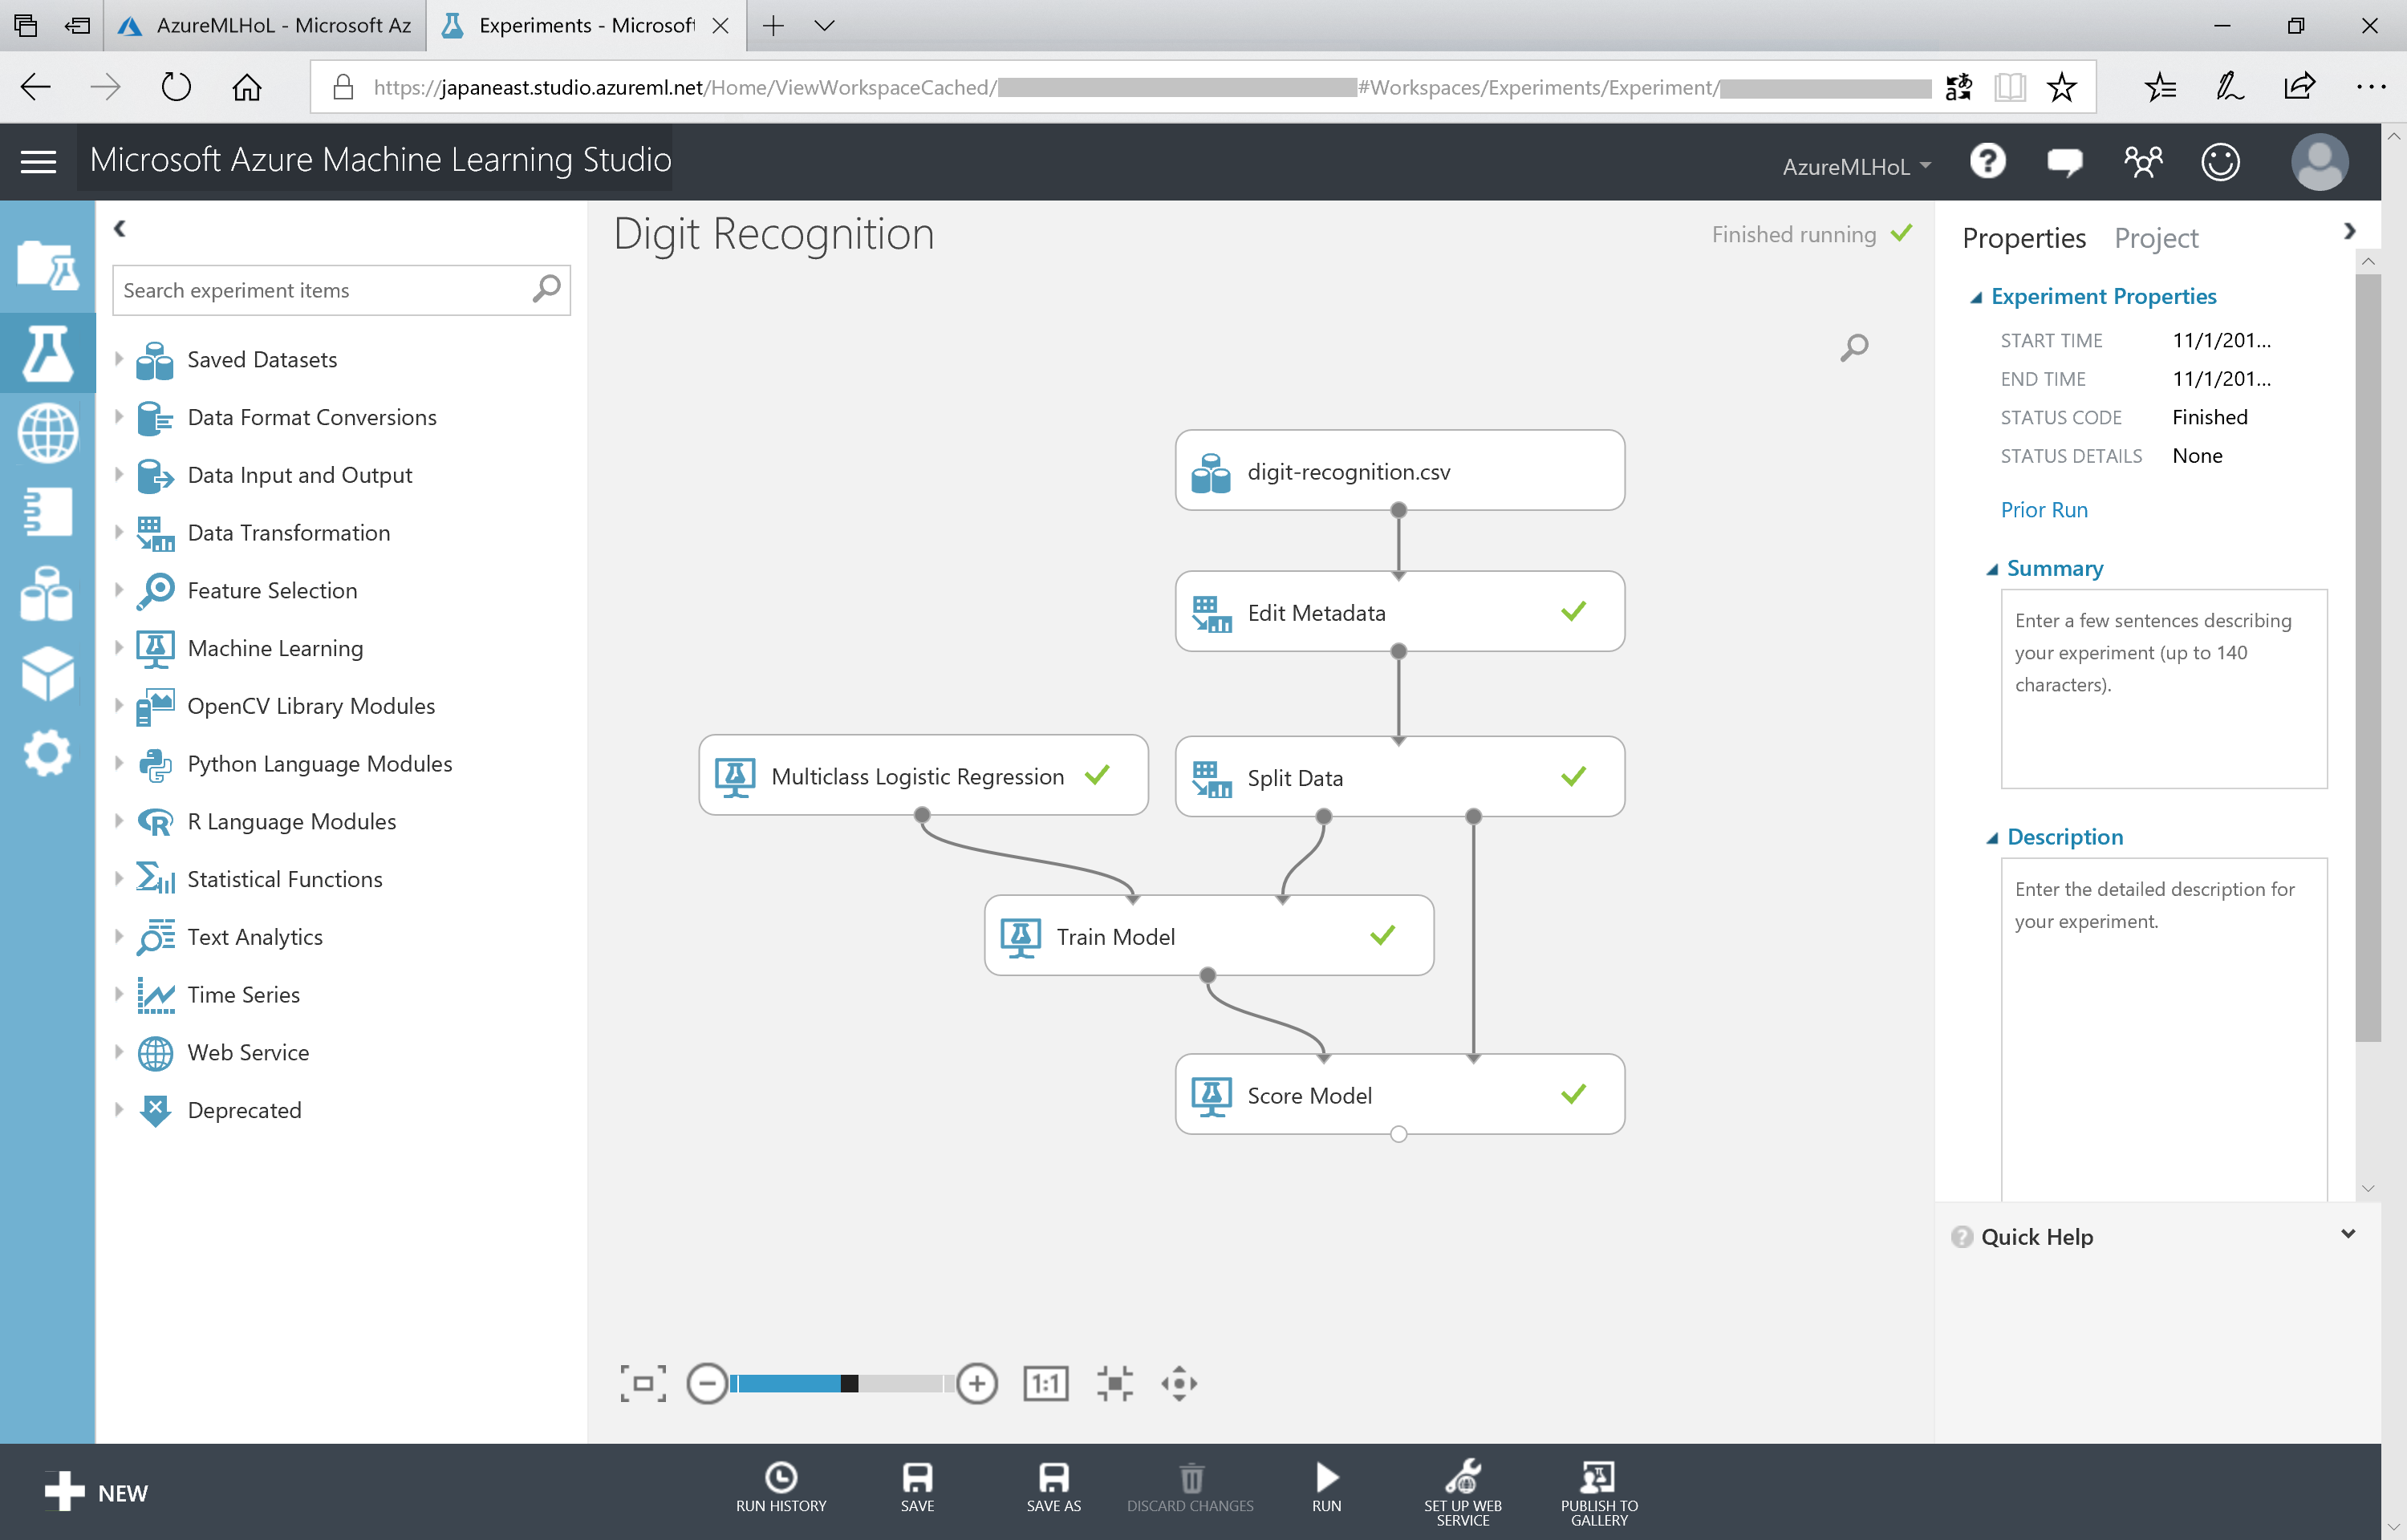 AzureMLHoL - Microsoft Az
Experiments - Microsoft
https://japaneast.studio.azureml.net/Home/ViewWorkspaceCached/
#Workspaces/Experiments/Experiment/
Microsoft Azure Machine Learning Studio
AzureMLHoL
Search experiment items
Saved Datasets
Data Format Conversions
Data Input and Output
Data Transformation
Feature Selection
Machine Learning
OpenCV Library Modules
Python Language Modules
R Language Modules
Statistical Functions
Text Analytics
Time Series
Web Service
Deprecated
Digit Recognition
Finished running
digit-recognition.csv
Edit Metadata
Multiclass Logistic Regression
Split Data
Train Model
Score Model
1:1
Properties
Project
Experiment Properties
START TIME 11/1/201...
END TIME 11/1/201...
STATUS CODE Finished
STATUS DETAILS None
Prior Run
Summary
Enter a few sentences describing
your experiment (up to 140
characters).
Description
Enter the detailed description for
your experiment.
Quick Help
NEW
RUN HISTORY
SAVE
SAVE AS
DISCARD CHANGES
RUN
SET UP WEB
SERVICE
PUBLISH TO
GALLERY